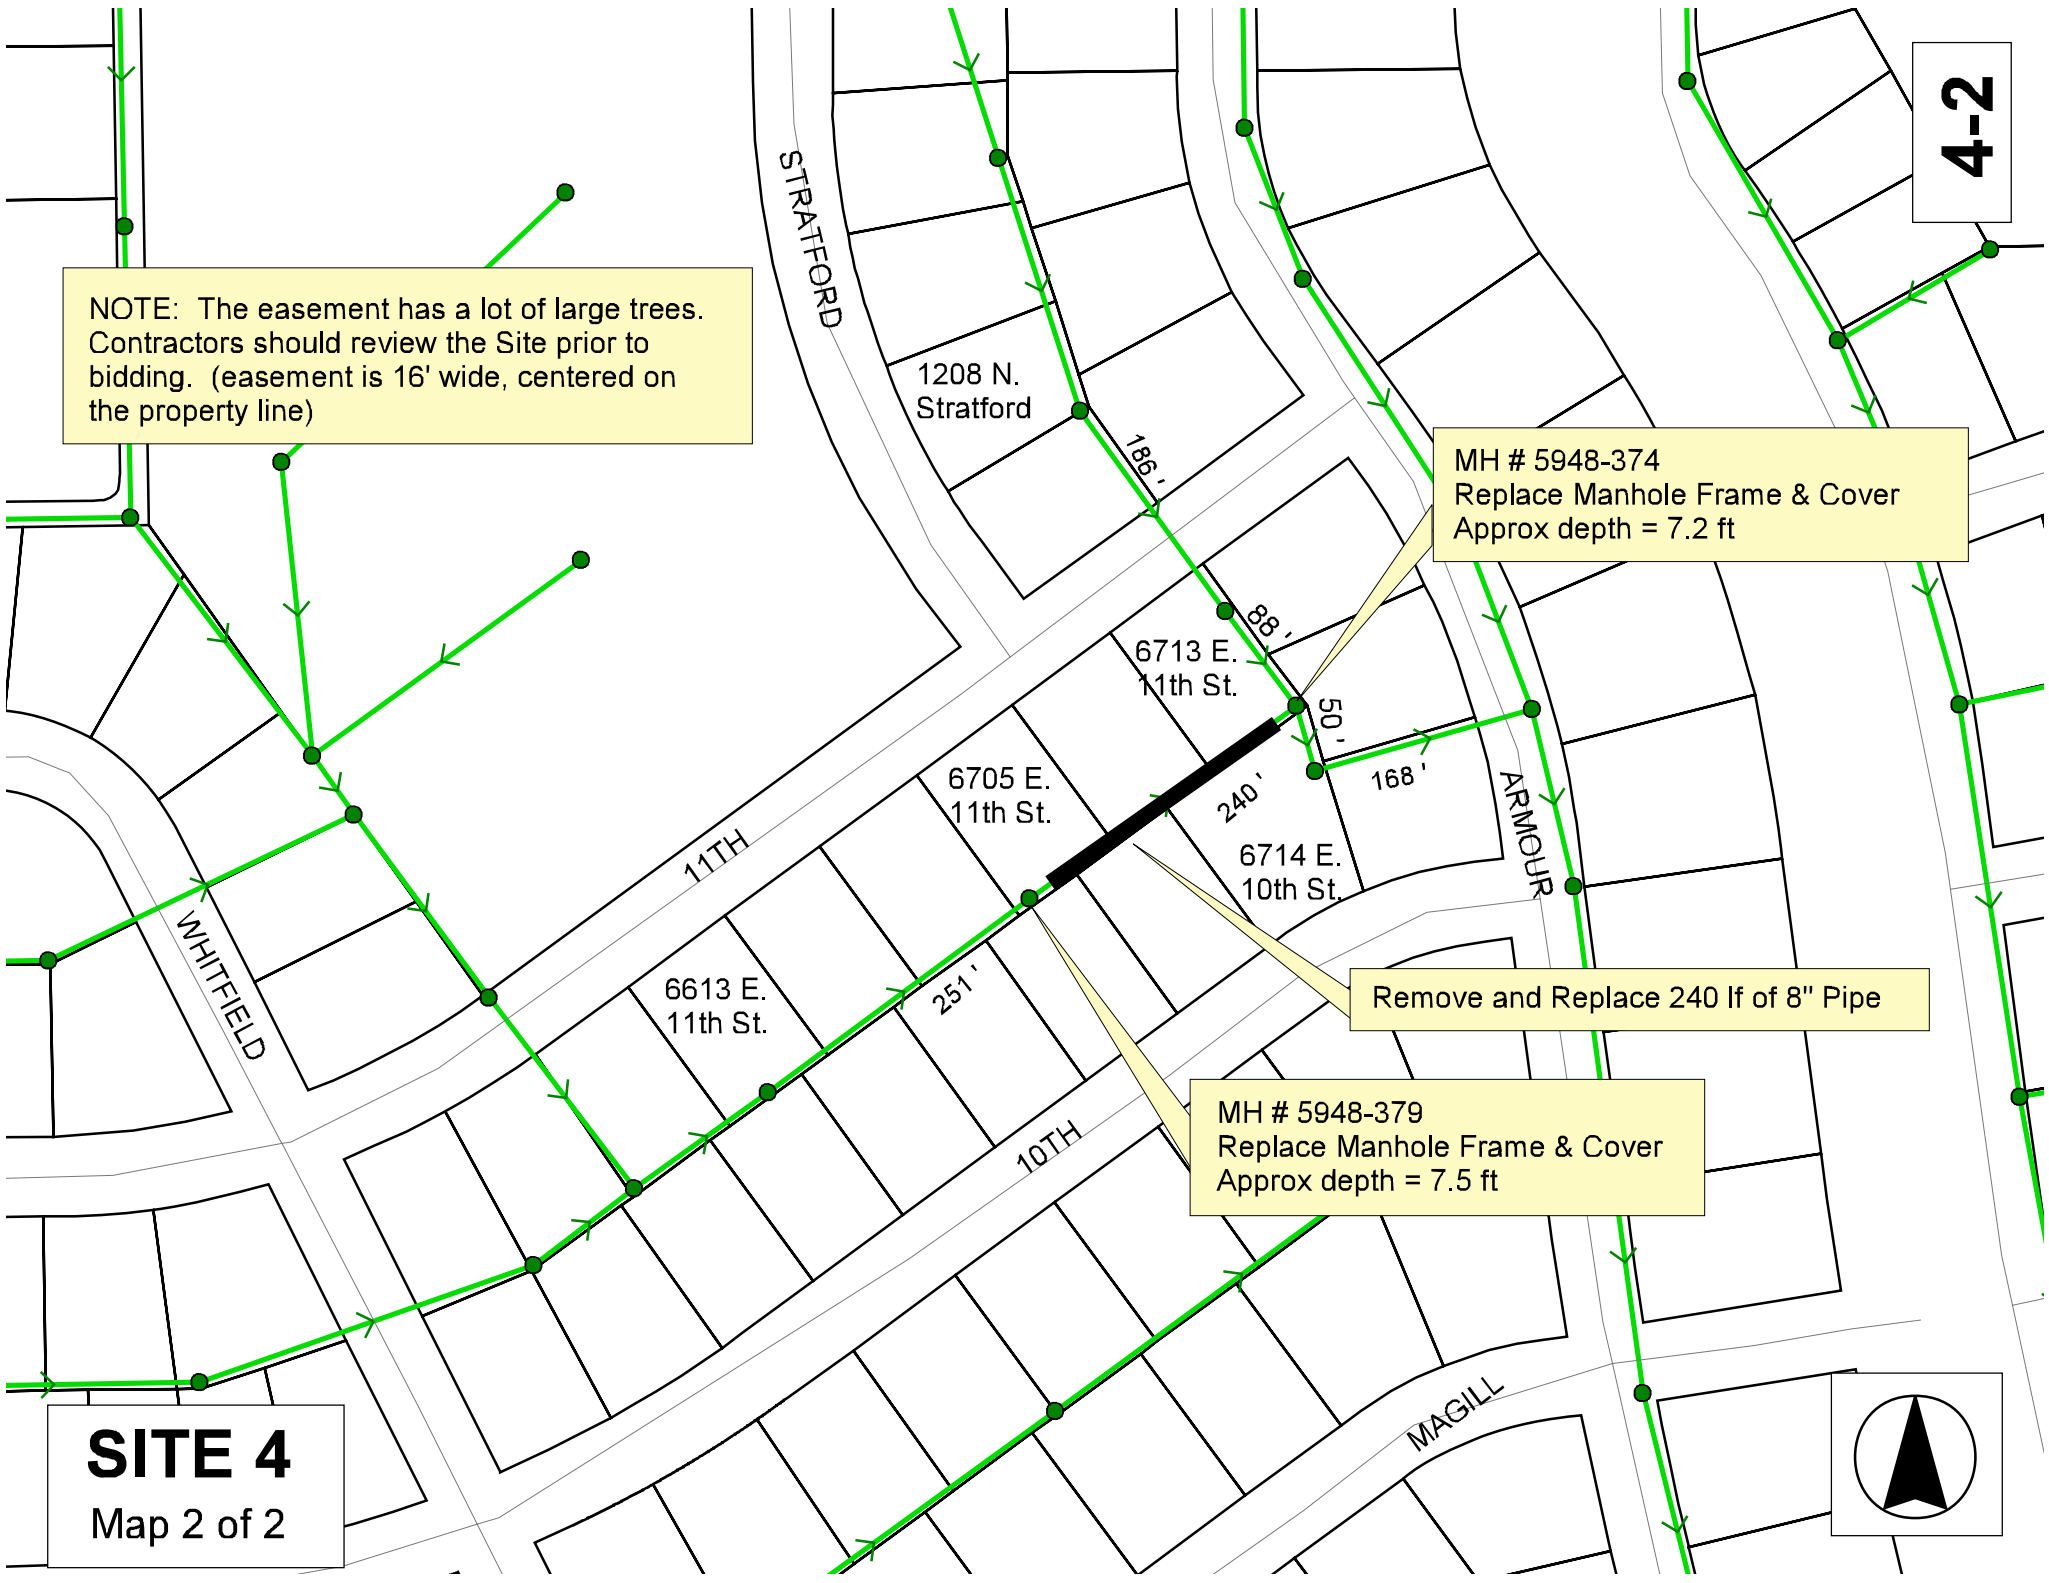 4-2
STRATFORD
NOTE:  The easement has a lot of large trees.
Contractors should review the Site prior to
bidding.  (easement is 16' wide, centered on
the property line)
1208 N.
Stratford
186 '
MH # 5948-374
Replace Manhole Frame & Cover
Approx depth = 7.2 ft
88 '
6713 E.
11th St.
50 '
6705 E.
11th St.
240 '
168 '
ARMOUR
11TH
6714 E.
10th St.
WHITFIELD
6613 E.
11th St.
251 '
Remove and Replace 240 lf of 8" Pipe
MH # 5948-379
Replace Manhole Frame & Cover
Approx depth = 7.5 ft
10TH
MAGILL
SITE 4
Map 2 of 2